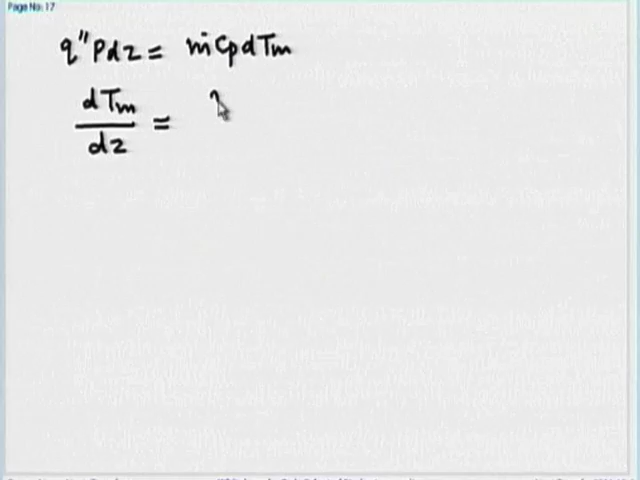 Page No: 17
q"Pdz = ṁCpdTm
dTm/dz =